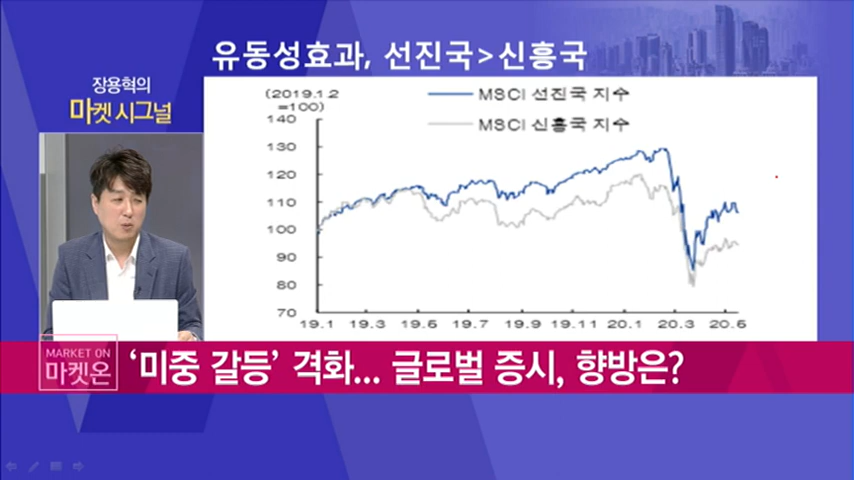 유동성효과, 선진국>신흥국
장용혁의
마켓 시그널
(2019.1.2
=100)
MSCI 선진국 지수
MSCI 신흥국 지수
140
130
120
110
100
90
80
70
19.1 19.3 19.5 19.7 19.9 19.11 20.1 20.3 20.5
MARKET ON
마켓온
'미중 갈등' 격화... 글로벌 증시, 향방은?